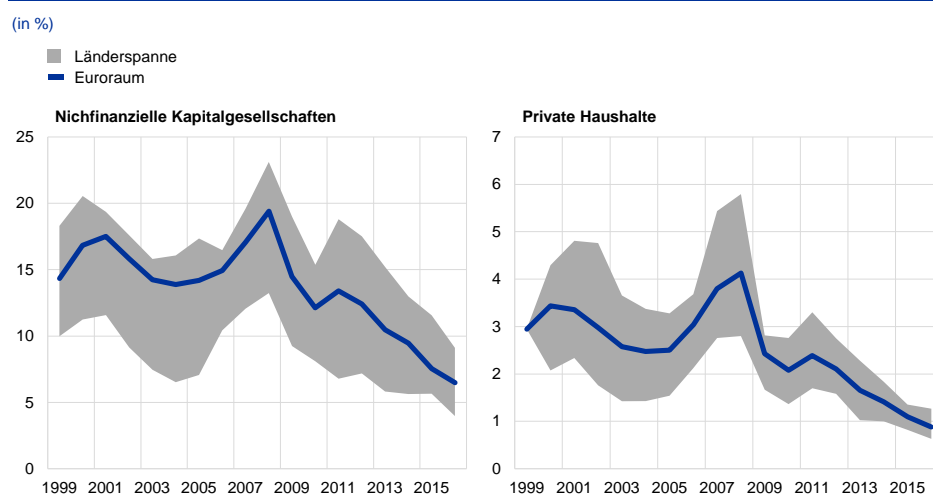 (in %)
Länderspanne
Euroraum
Nichfinanzielle Kapitalgesellschaften
25
20
15
10
5
0
1999 2001 2003 2005 2007 2009 2011 2013 2015
Private Haushalte
7
6
5
4
3
2
1
0
1999 2001 2003 2005 2007 2009 2011 2013 2015